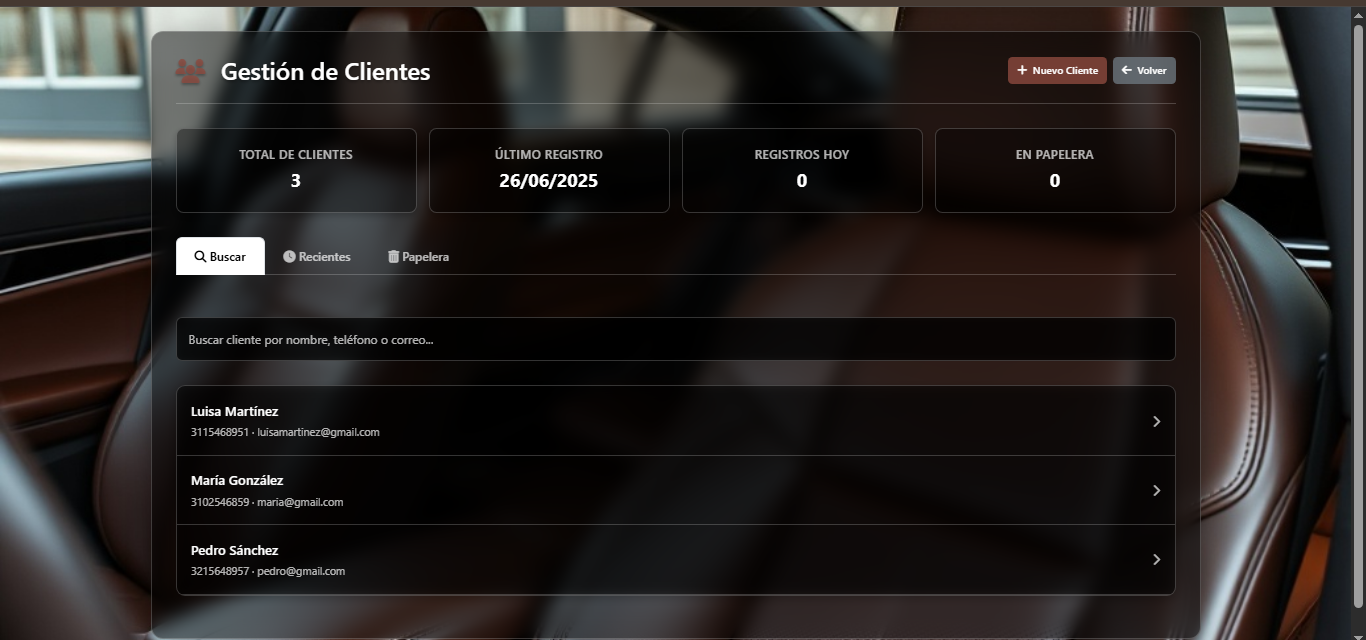 Gestión de Clientes
+ Nuevo Cliente
Volver
TOTAL DE CLIENTES
3
ÚLTIMO REGISTRO
26/06/2025
REGISTROS HOY
0
EN PAPELERA
0
Buscar
Recientes
Papelera
Buscar cliente por nombre, teléfono o correo...
Luisa Martínez
3115468951 · luisamartinez@gmail.com
María González
3102546859 · maria@gmail.com
Pedro Sánchez
3215648957 · pedro@gmail.com